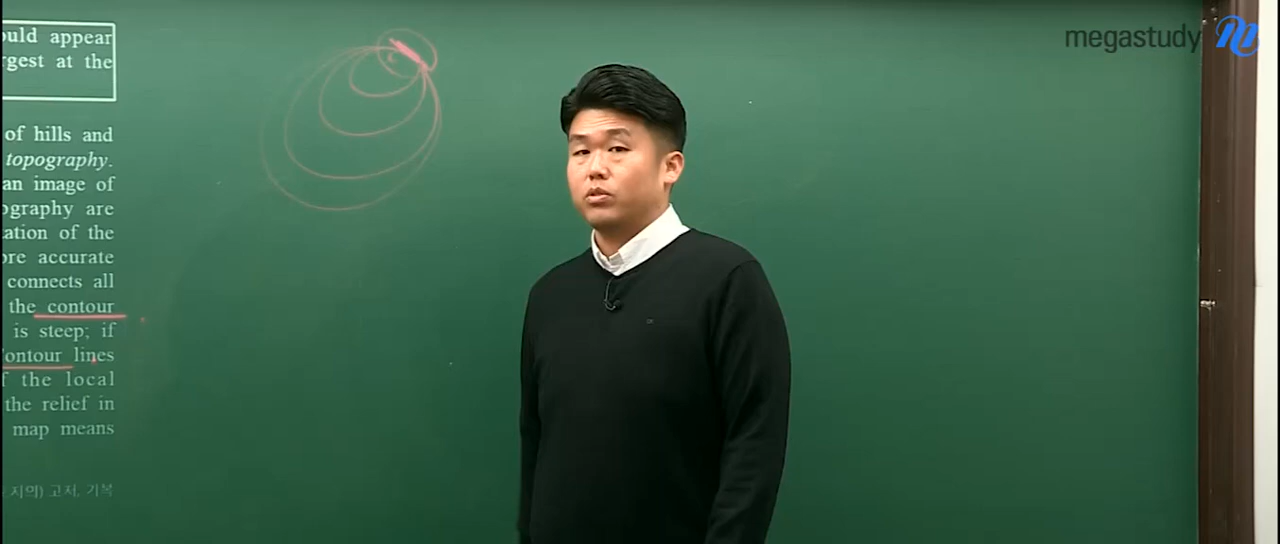 ould appear
rgest at the
of hills and
topography.
an image of
ography are
ation of the
ore accurate
connects all
the contour
is steep; if
ontour lines
f the local
the relief in
map means
지의) 고저, 기복
megastudy